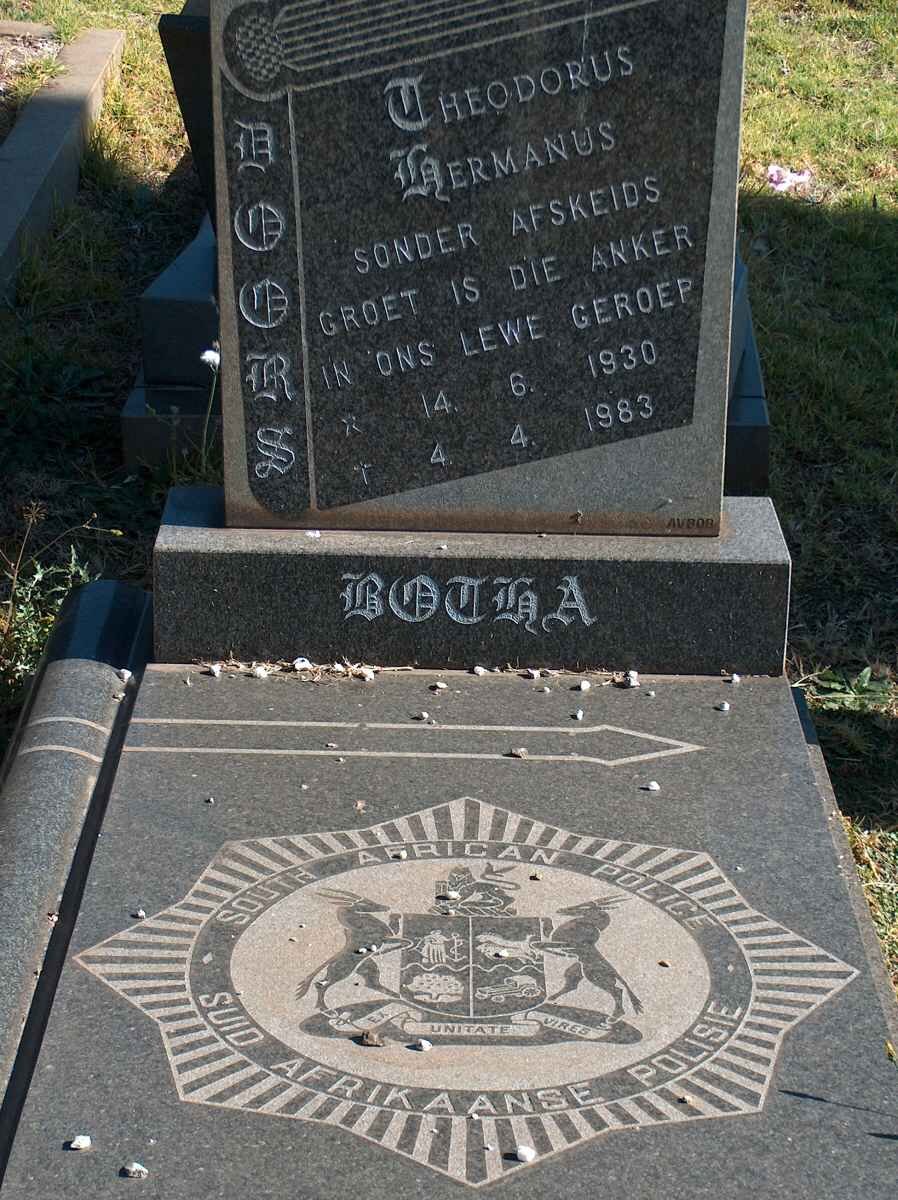 DOORS
THEODORUS
HERMANUS
SONDER AFSKEIDS
GROET IS DIE ANKER
IN ONS LEWE GEROEP
* 14. 6. 1930
† 4. 4. 1983
AVBOB
BOTHA
SOUTH AFRICAN POLICE
EX UNITATE VIRES
SUID AFRIKAANSE POLISIE